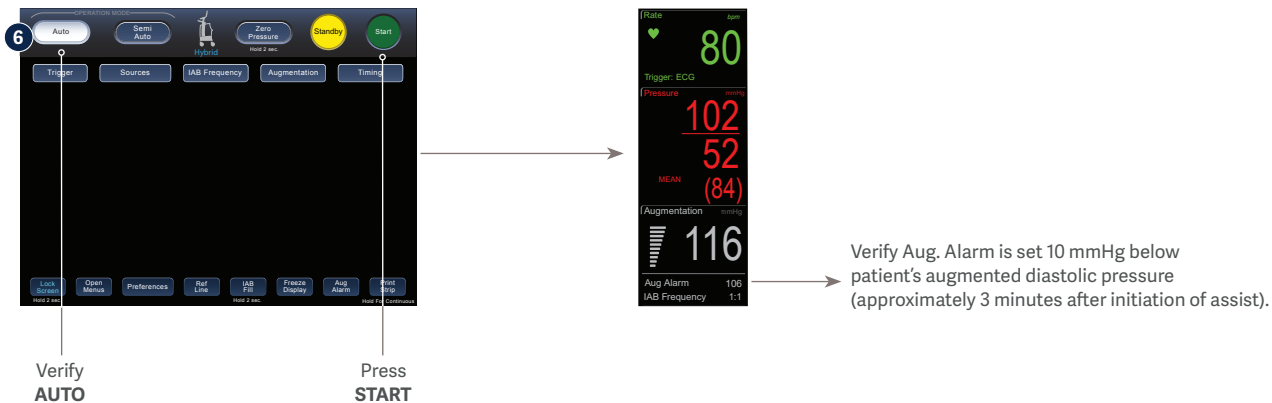 OPERATION MODE
6
Auto
Semi
Auto
Hybrid
Zero
Pressure
Hold 2 sec.
Standby
Start
Trigger
Sources
IAB Frequency
Augmentation
Timing
Lock
Screen
Hold 2 sec.
Open
Menus
Preferences
Ref
Line
IAB
Fill
Hold 2 sec.
Freeze
Display
Aug
Alarm
Print
Strip
Hold For Continuous
Verify
AUTO
Press
START
Rate bpm
80
Trigger: ECG
Pressure mmHg
102
52
MEAN (84)
Augmentation mmHg
116
Aug Alarm 106
IAB Frequency 1:1
Verify Aug. Alarm is set 10 mmHg below
patient's augmented diastolic pressure
(approximately 3 minutes after initiation of assist).